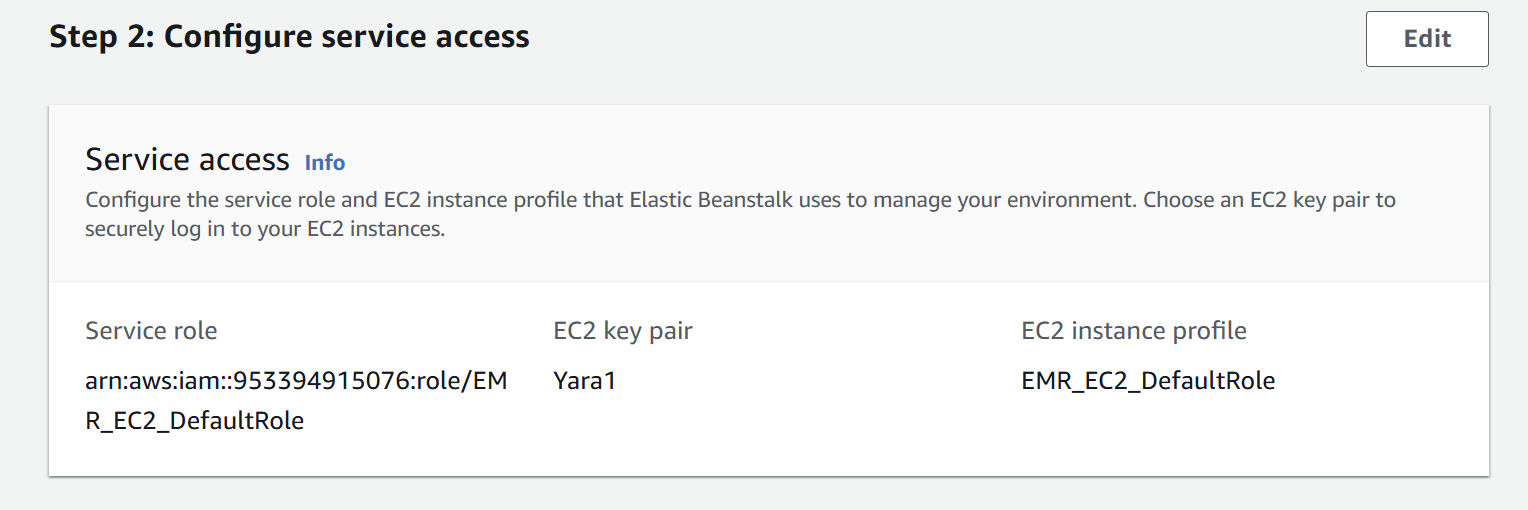 Step 2: Configure service access
Edit
Service access Info
Configure the service role and EC2 instance profile that Elastic Beanstalk uses to manage your environment. Choose an EC2 key pair to
securely log in to your EC2 instances.
Service role
EC2 key pair
EC2 instance profile
arn:aws:iam::953394915076:role/EM
R_EC2_DefaultRole
Yara1
EMR_EC2_DefaultRole